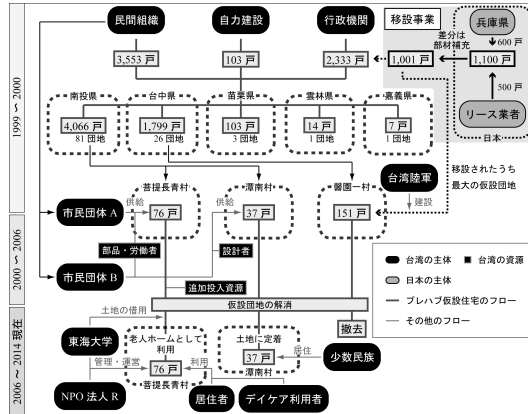 民間組織
自力建設
行政機関
移設事業
兵庫県
差分は
部材補充
600 戸
3,553 戸
103 戸
2,333 戸
1,001 戸
1,100 戸
500 戸
リース業者
日本
1999 ～ 2000
南投県
台中県
苗栗県
雲林県
嘉義県
4,066 戸
1,799 戸
103 戸
14 戸
7 戸
81 団地
26 団地
3 団地
1 団地
1 団地
移設されたうち
最大の仮設団地
台湾陸軍
建設
菩提長青村
潭南村
馨園一村
供給
供給
市民団体 A
76 戸
37 戸
151 戸
2000 ～ 2006
部品・労働者
設計者
市民団体 B
追加投入資源
台湾の主体
台湾の資源
日本の主体
プレハブ仮設住宅のフロー
その他のフロー
仮設団地の解消
土地の借用
撤去
2006 ～ 2014 現在
東海大学
老人ホームとして
利用
土地に定着
居住
少数民族
管理・運営
76 戸
利用
37 戸
菩提長青村
潭南村
NPO 法人 R
居住者
デイケア利用者